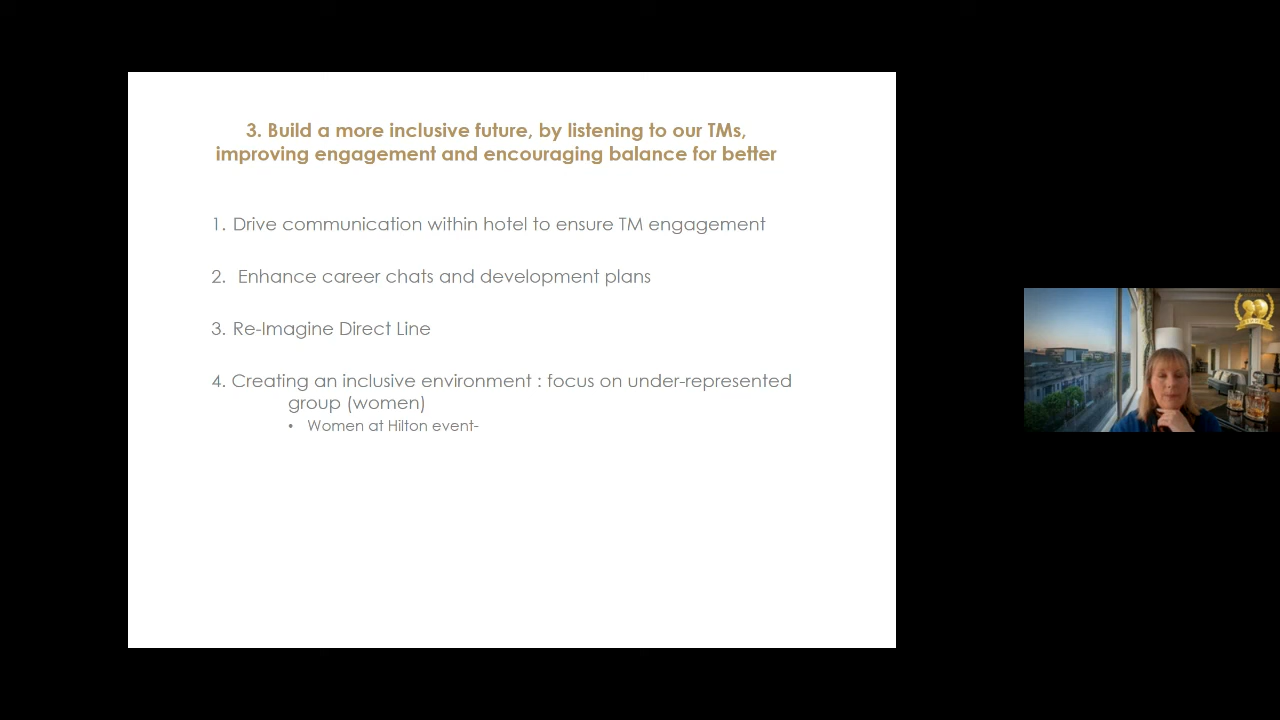 3. Build a more inclusive future, by listening to our TMs,
improving engagement and encouraging balance for better
1. Drive communication within hotel to ensure TM engagement
2. Enhance career chats and development plans
3. Re-Imagine Direct Line
4. Creating an inclusive environment : focus on under-represented
group (women)
• Women at Hilton event-